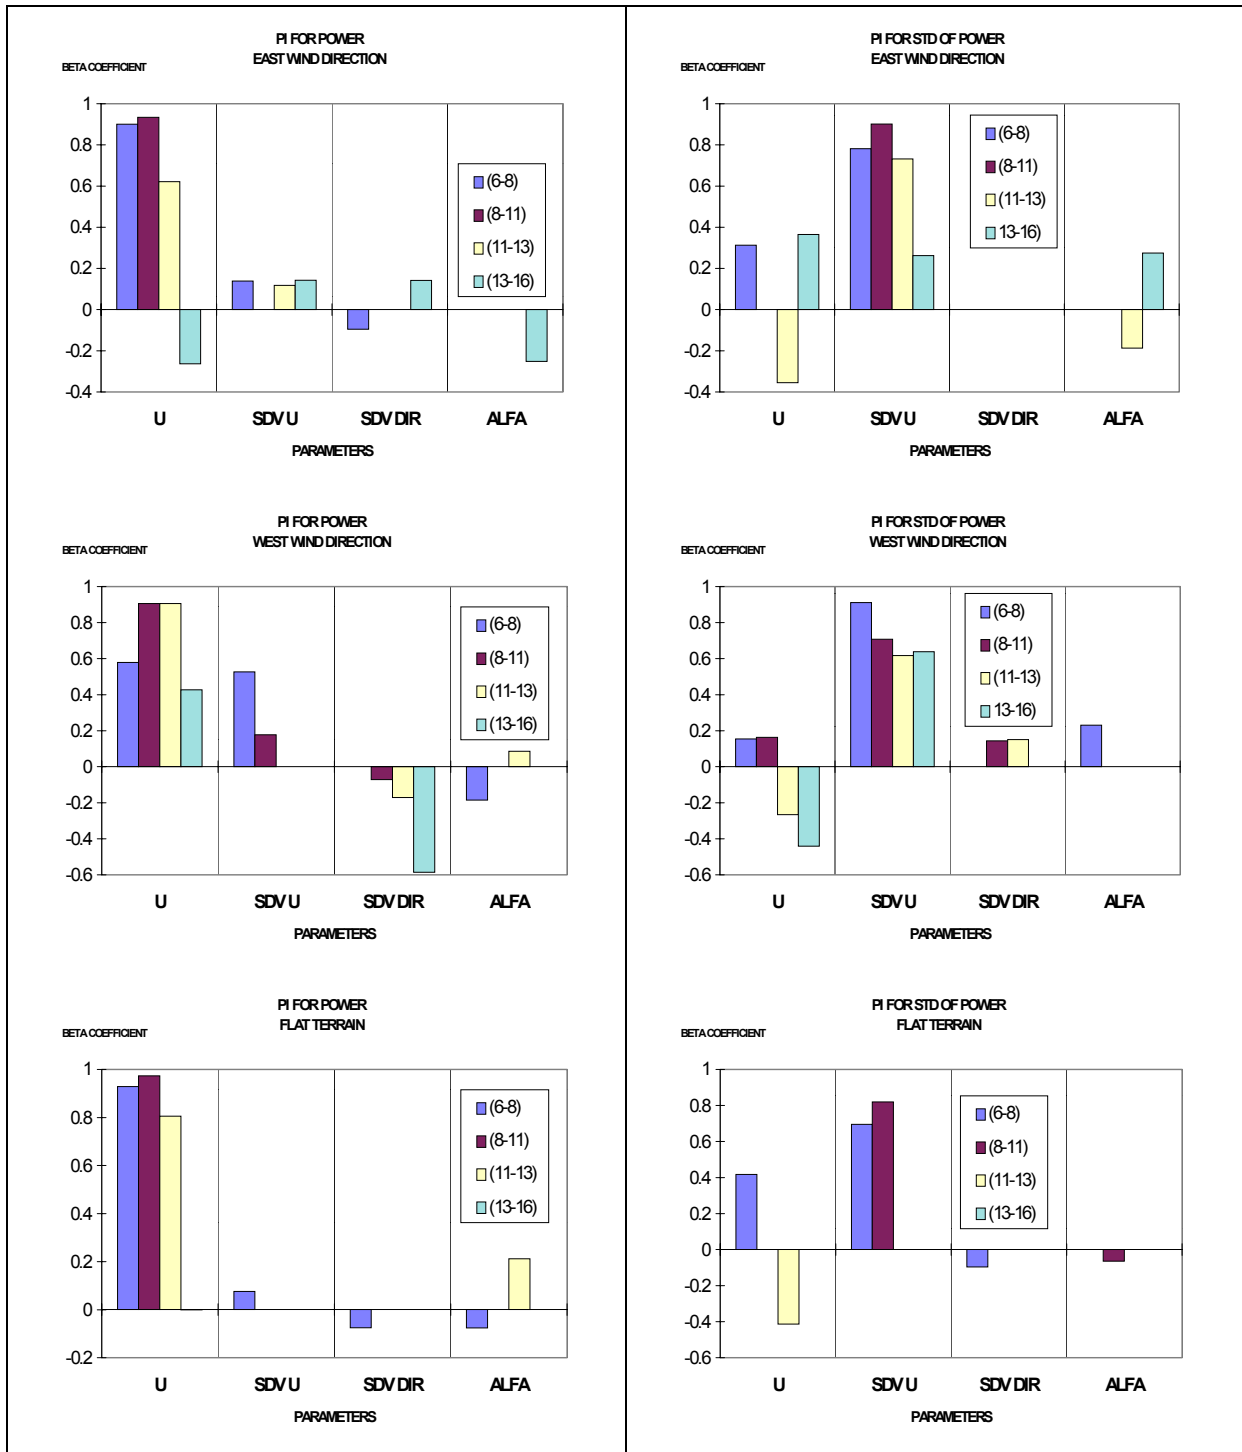 PI FOR POWER
EAST WIND DIRECTION
BETA COEFFICIENT
1
0.8
0.6
0.4
0.2
0
-0.2
-0.4
(6-8)
(8-11)
(11-13)
(13-16)
U SDV U SDV DIR ALFA
PARAMETERS
PI FOR STD OF POWER
EAST WIND DIRECTION
BETA COEFFICIENT
1
0.8
0.6
0.4
0.2
0
-0.2
-0.4
(6-8)
(8-11)
(11-13)
13-16)
U SDV U SDV DIR ALFA
PARAMETERS
PI FOR POWER
WEST WIND DIRECTION
BETA COEFFICIENT
1
0.8
0.6
0.4
0.2
0
-0.2
-0.4
-0.6
(6-8)
(8-11)
(11-13)
(13-16)
U SDV U SDV DIR ALFA
PARAMETERS
PI FOR STD OF POWER
WEST WIND DIRECTION
BETA COEFFICIENT
1
0.8
0.6
0.4
0.2
0
-0.2
-0.4
-0.6
(6-8)
(8-11)
(11-13)
13-16)
U SDV U SDV DIR ALFA
PARAMETERS
PI FOR POWER
FLAT TERRAIN
BETA COEFFICIENT
1
0.8
0.6
0.4
0.2
0
-0.2
(6-8)
(8-11)
(11-13)
(13-16)
U SDV U SDV DIR ALFA
PARAMETERS
PI FOR STD OF POWER
FLAT TERRAIN
BETA COEFFICIENT
1
0.8
0.6
0.4
0.2
0
-0.2
-0.4
-0.6
(6-8)
(8-11)
(11-13)
(13-16)
U SDV U SDV DIR ALFA
PARAMETERS